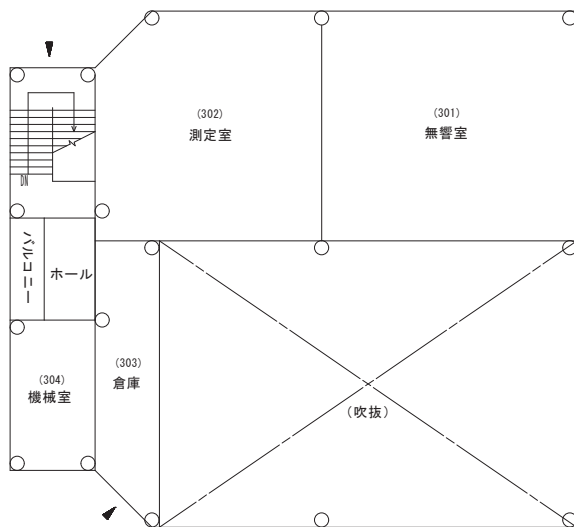 (302)
測定室
(301)
無響室
DN
バルコニー
ホール
(303)
倉庫
(304)
機械室
(吹抜)